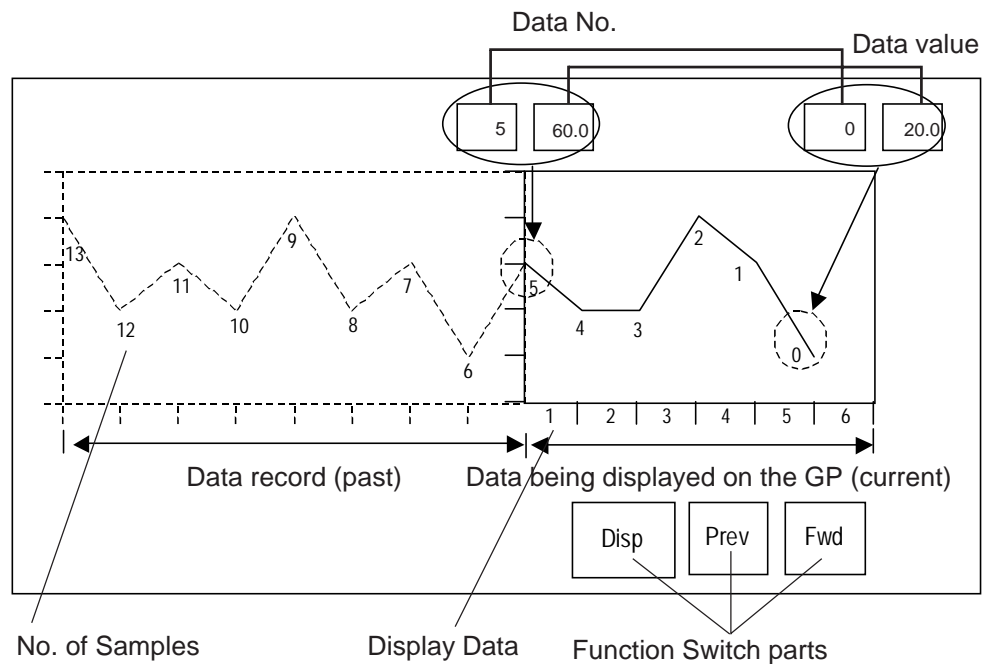 Data No.
Data value
5 60.0 0 20.0
9 2
13 11 7 1
5
12 10 8 4 3
6 0
1 2 3 4 5 6
Data record (past) Data being displayed on the GP (current)
Disp Prev Fwd
No. of Samples Display Data Function Switch parts